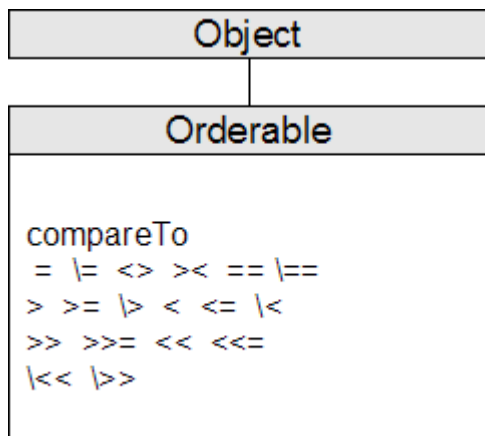 Object
Orderable
compareTo
= \= <> >< == \==
> >= \> < <= \<
>> >>= << <<=
\<< \>>